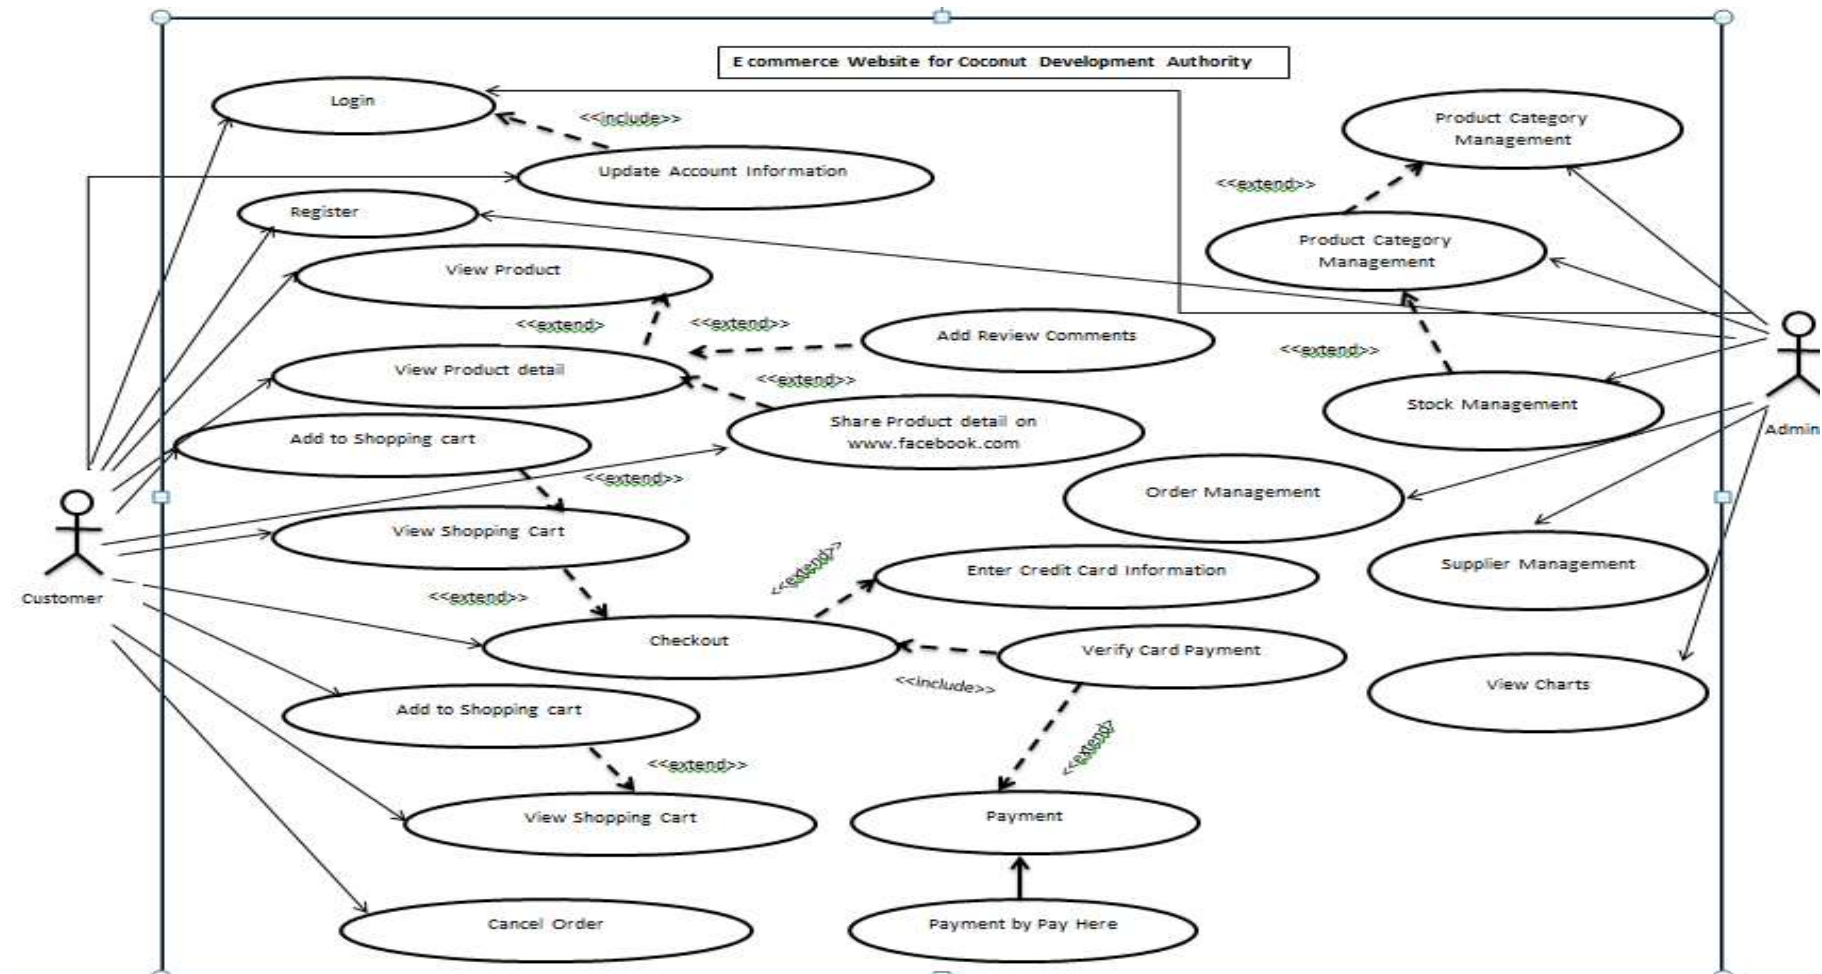 E commerce Website for Coconut Development Authority
Login
<<include>>
Product Category
Management
Update Account Information
<<extend>>
Register
Product Category
Management
View Product
<<extend>
<<extend>>
Add Review Comments
<<extend>>
View Product detail
<<extend>>
Stock Management
Share Product detail on
www.facebook.com
Admin
Add to Shopping cart
<<extend>>
Order Management
View Shopping Cart
<<extend>>
Enter Credit Card Information
Supplier Management
Customer
<<extend>>
Checkout
Verify Card Payment
<<include>>
View Charts
Add to Shopping cart
<<extend>
<<extend>>
View Shopping Cart
Payment
Cancel Order
Payment by Pay Here